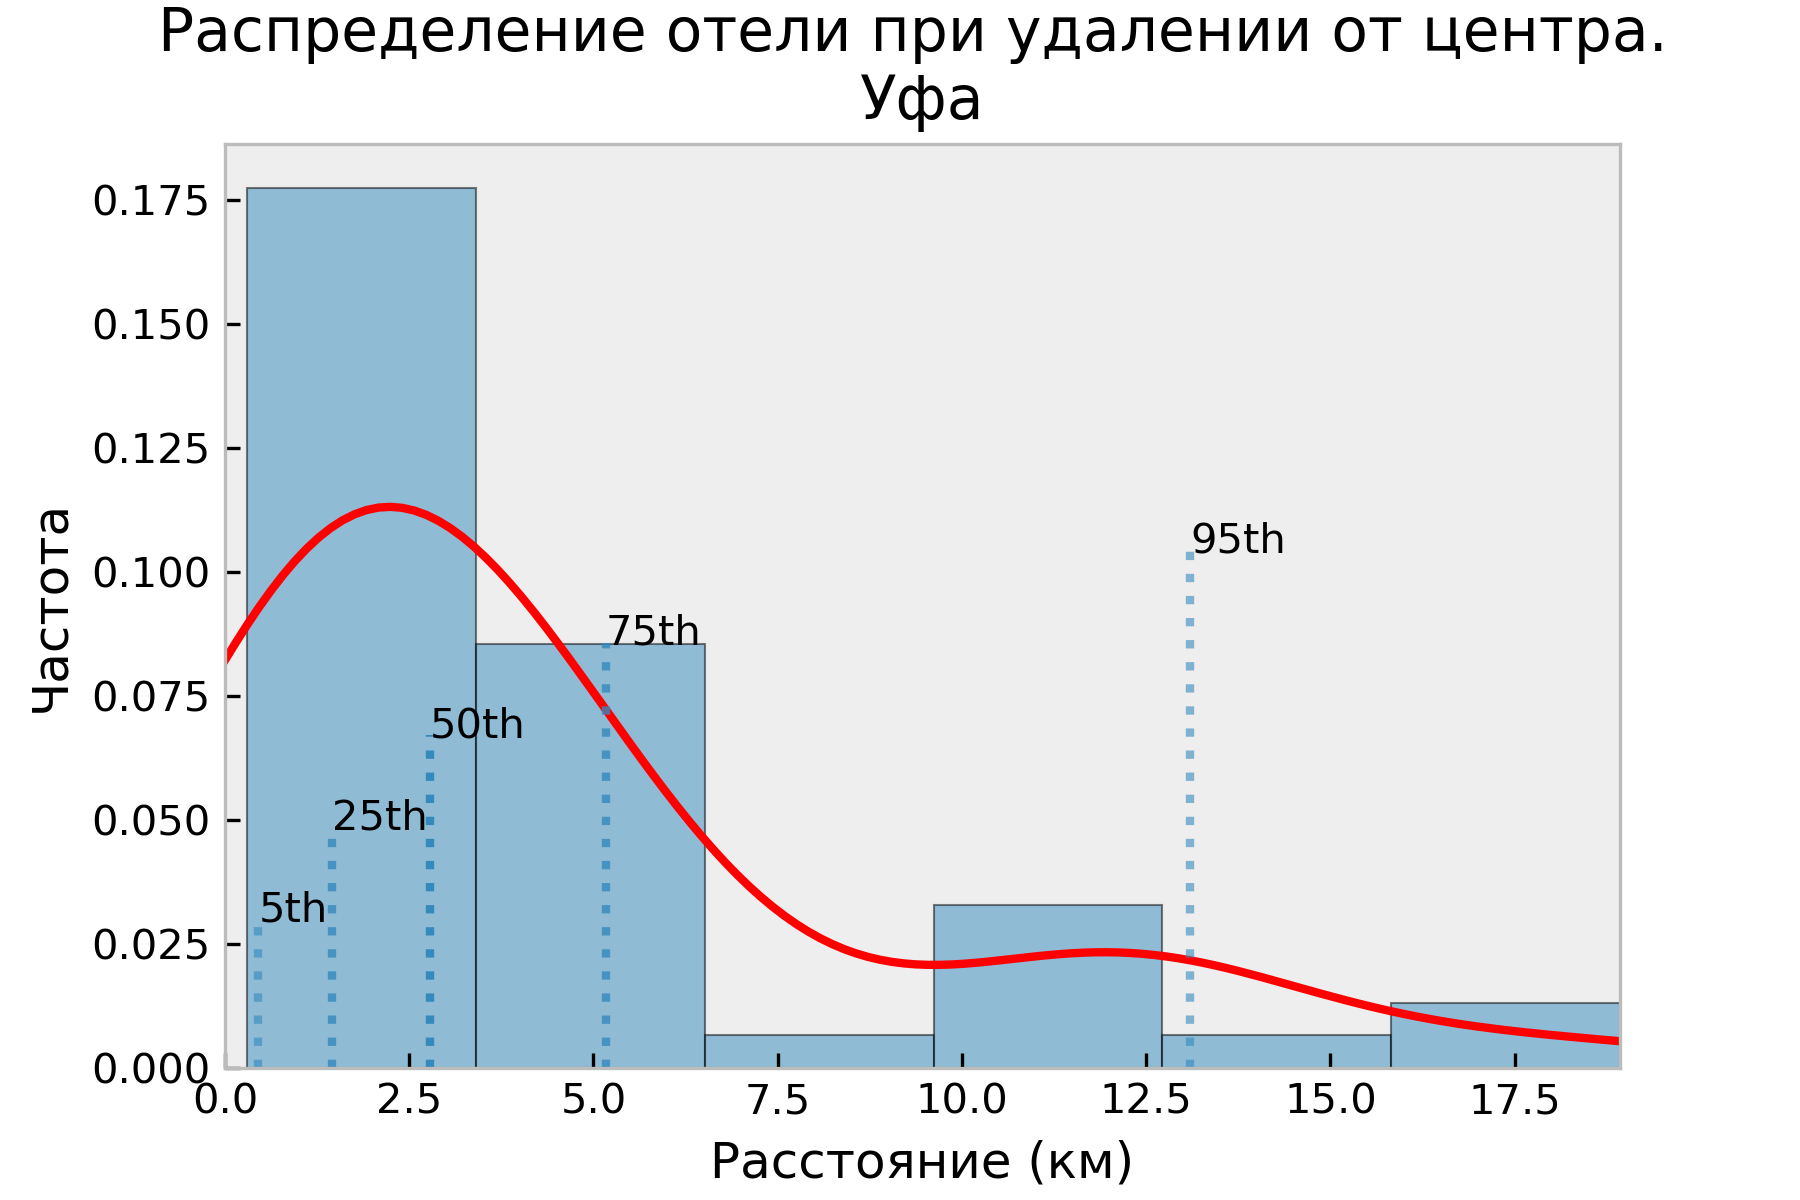 Распределение отели при удалении от центра.
Уфа
0.175
0.150
0.125
0.100
0.075
0.050
0.025
0.000
Частота
95th
75th
50th
25th
5th
0.0 2.5 5.0 7.5 10.0 12.5 15.0 17.5
Расстояние (км)